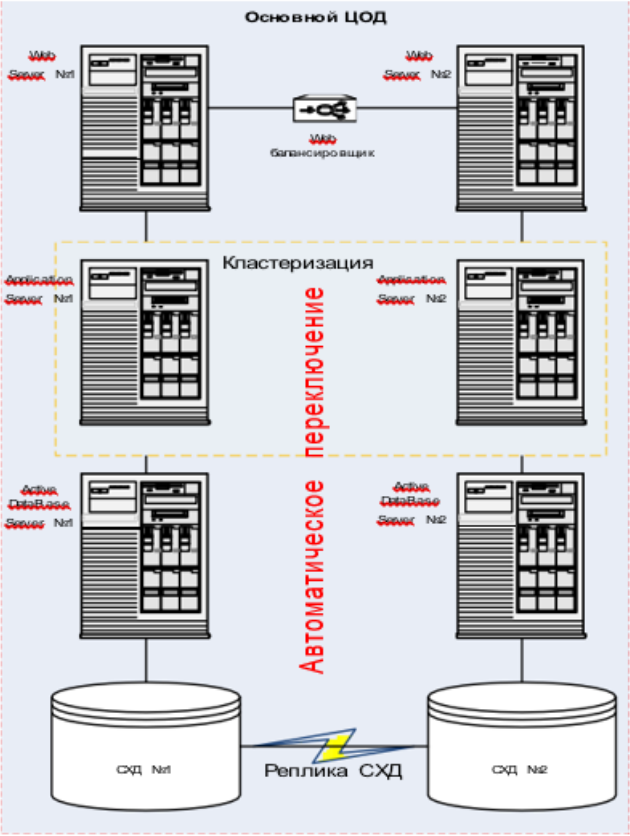 Основной ЦОД
Web
Server №1
Web
Server №2
Web
балансировщик
Кластеризация
Application
Server №1
Application
Server №2
Автоматическое переключение
Active
DataBase
Server №1
Active
DataBase
Server №2
СХД №1
СХД №2
Реплика СХД